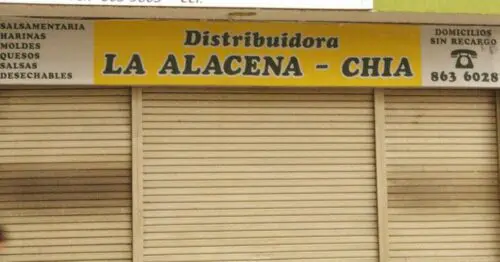 SALSAMENTARIA
HARINAS
MOLDES
QUESOS
SALSAS
DESECHABLES
Distribuidora
LA ALACENA - CHIA
DOMICILIOS
SIN RECARGO
863 6028